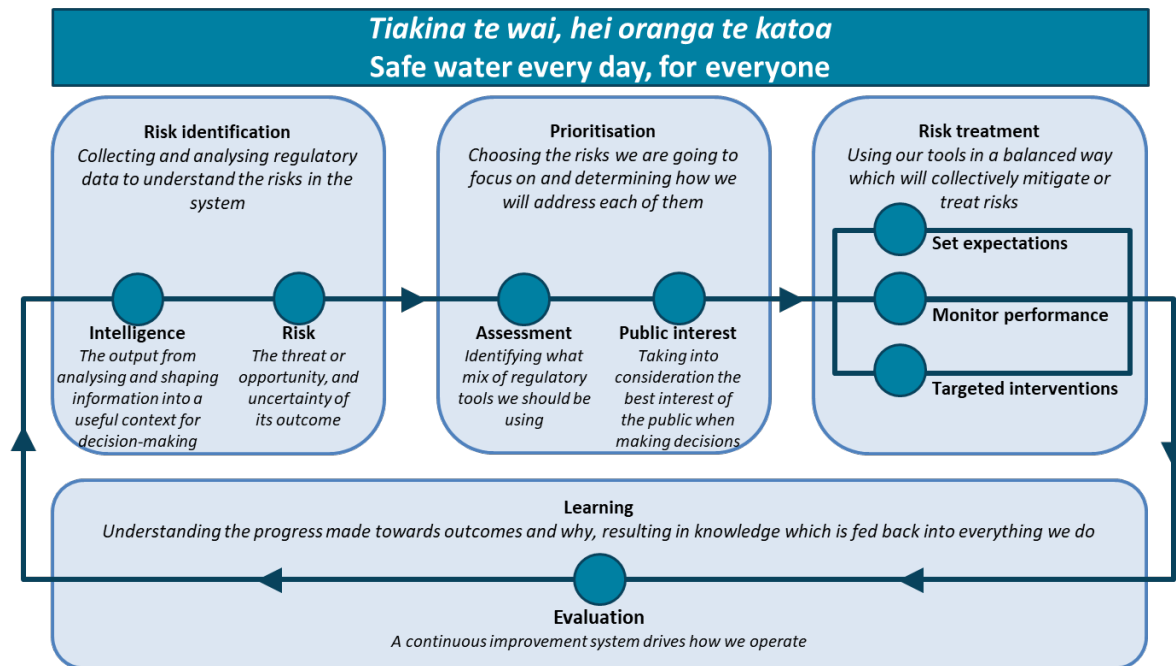 Tiakina te wai, hei oranga te katoa
Safe water every day, for everyone
Risk identification
Collecting and analysing regulatory
data to understand the risks in the
system
Intelligence
The output from
analysing and shaping
information into a
useful context for
decision-making
Risk
The threat or
opportunity, and
uncertainty of
its outcome
Prioritisation
Choosing the risks we are going to
focus on and determining how we
will address each of them
Assessment
Identifying what
mix of regulatory
tools we should be
using
Public interest
Taking into
consideration the
best interest of
the public when
making decisions
Risk treatment
Using our tools in a balanced way
which will collectively mitigate or
treat risks
Set expectations
Monitor performance
Targeted interventions
Learning
Understanding the progress made towards outcomes and why, resulting in knowledge which is fed back into everything we do
Evaluation
A continuous improvement system drives how we operate